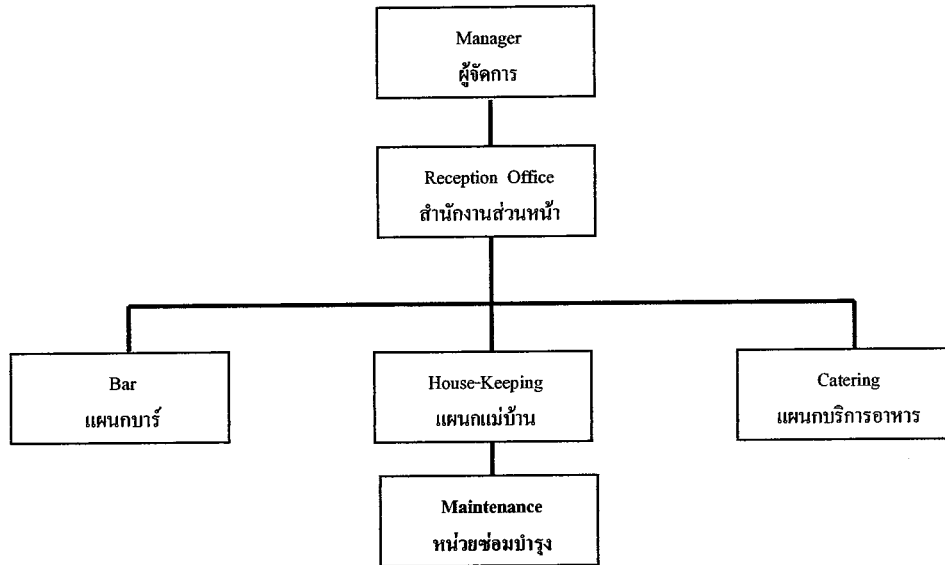 Manager
ผู้จัดการ
Reception Office
สำนักงานส่วนหน้า
Bar
แผนกบาร์
House-Keeping
แผนกแม่บ้าน
Catering
แผนกบริการอาหาร
Maintenance
หน่วยซ่อมบำรุง